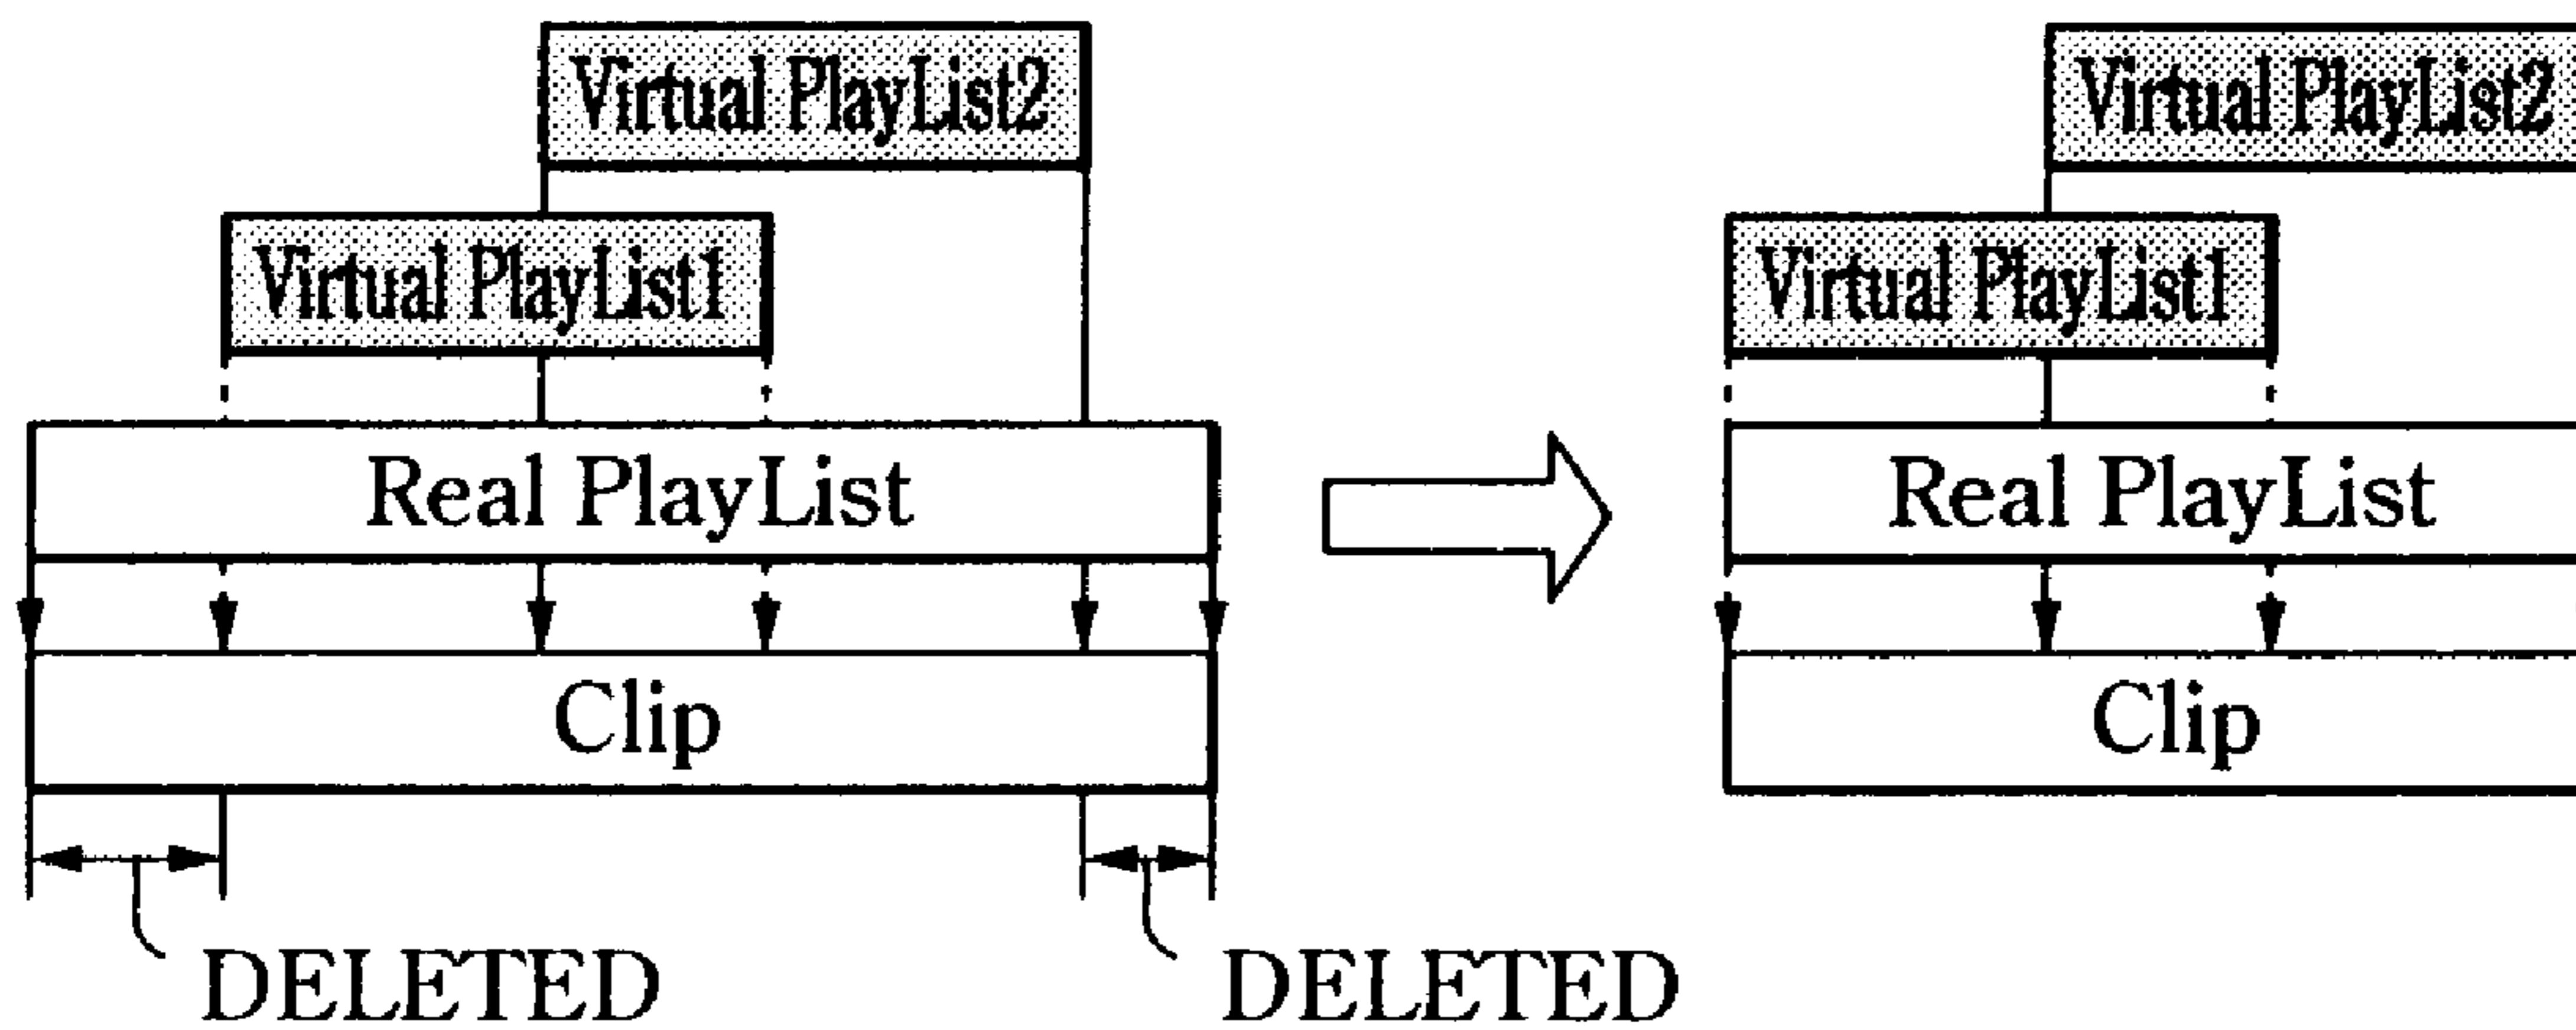 Virtual PlayList2
Virtual PlayList1
Real PlayList
Clip
DELETED
DELETED
Virtual PlayList2
Virtual PlayList1
Real PlayList
Clip